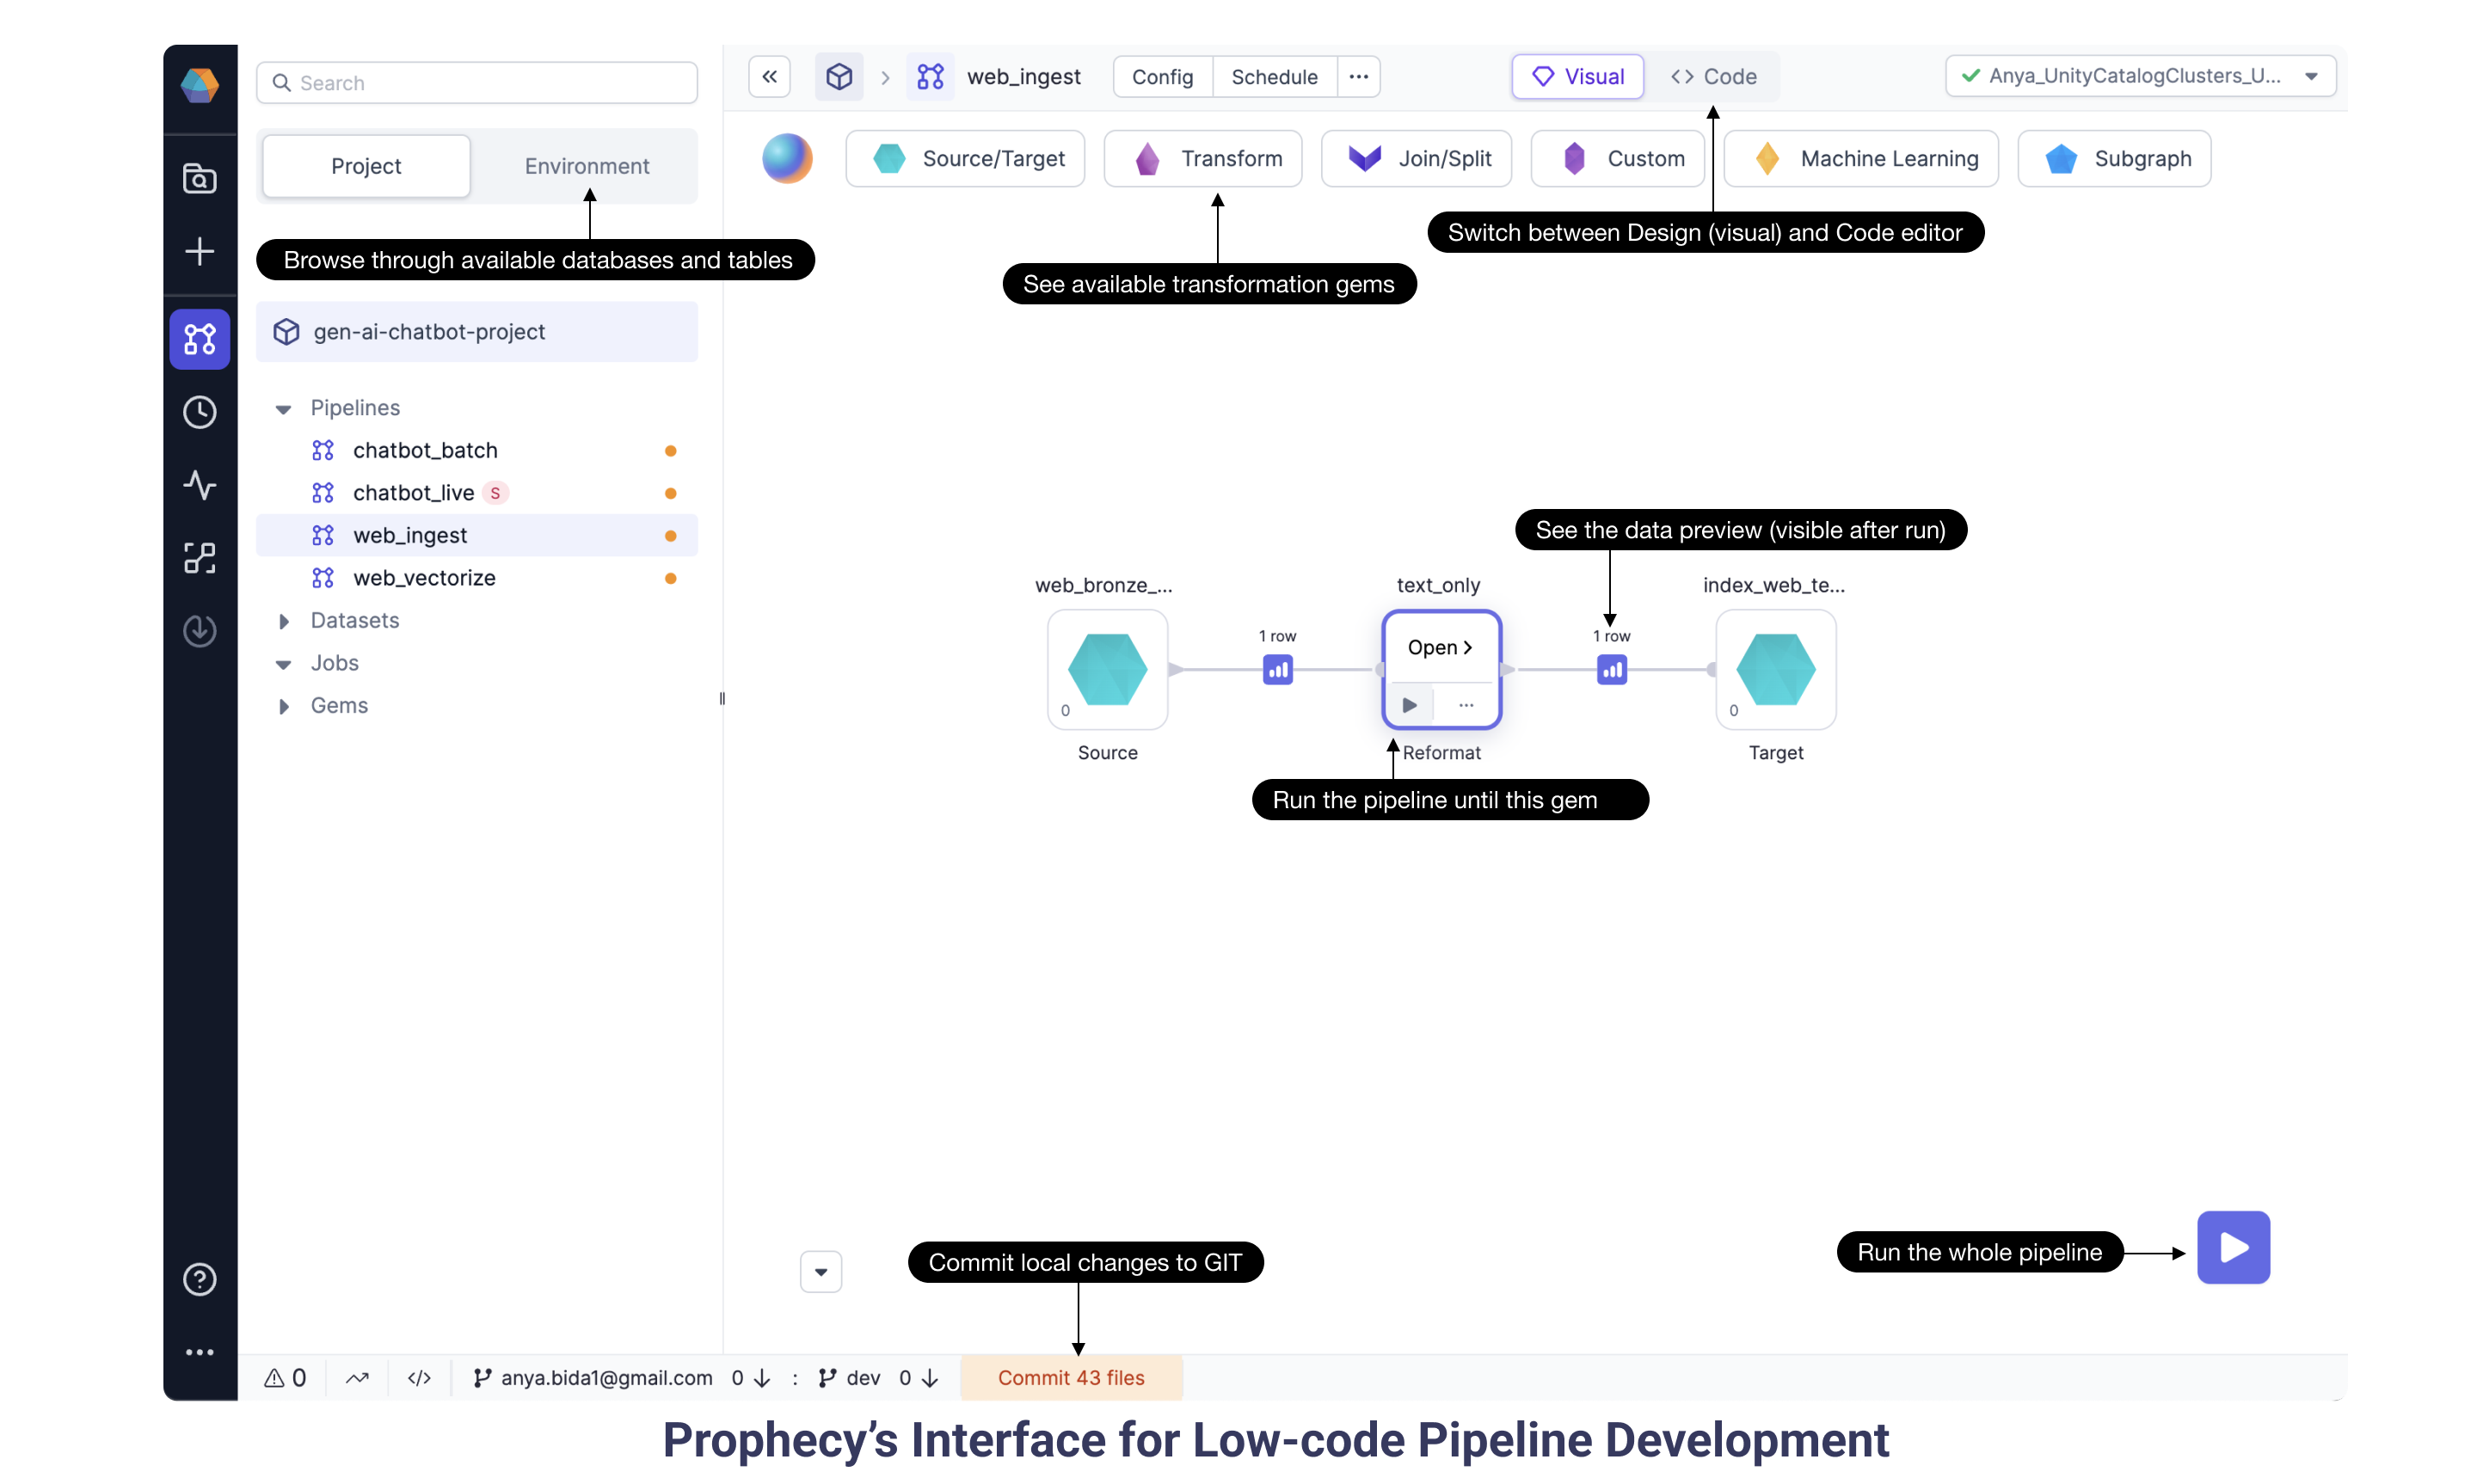 Search
web_ingest
Config
Schedule
Visual
Code
Anya_UnityCatalogClusters_U...
Project
Environment
Source/Target
Transform
Join/Split
Custom
Machine Learning
Subgraph
Browse through available databases and tables
See available transformation gems
Switch between Design (visual) and Code editor
gen-ai-chatbot-project
Pipelines
chatbot_batch
chatbot_live S
web_ingest
web_vectorize
Datasets
Jobs
Gems
See the data preview (visible after run)
web_bronze_...
text_only
index_web_te...
1 row
1 row
Open
0
0
Source
Reformat
Target
Run the pipeline until this gem
Run the whole pipeline
Commit local changes to GIT
0
anya.bida1@gmail.com 0 : dev 0
Commit 43 files
Prophecy’s Interface for Low-code Pipeline Development